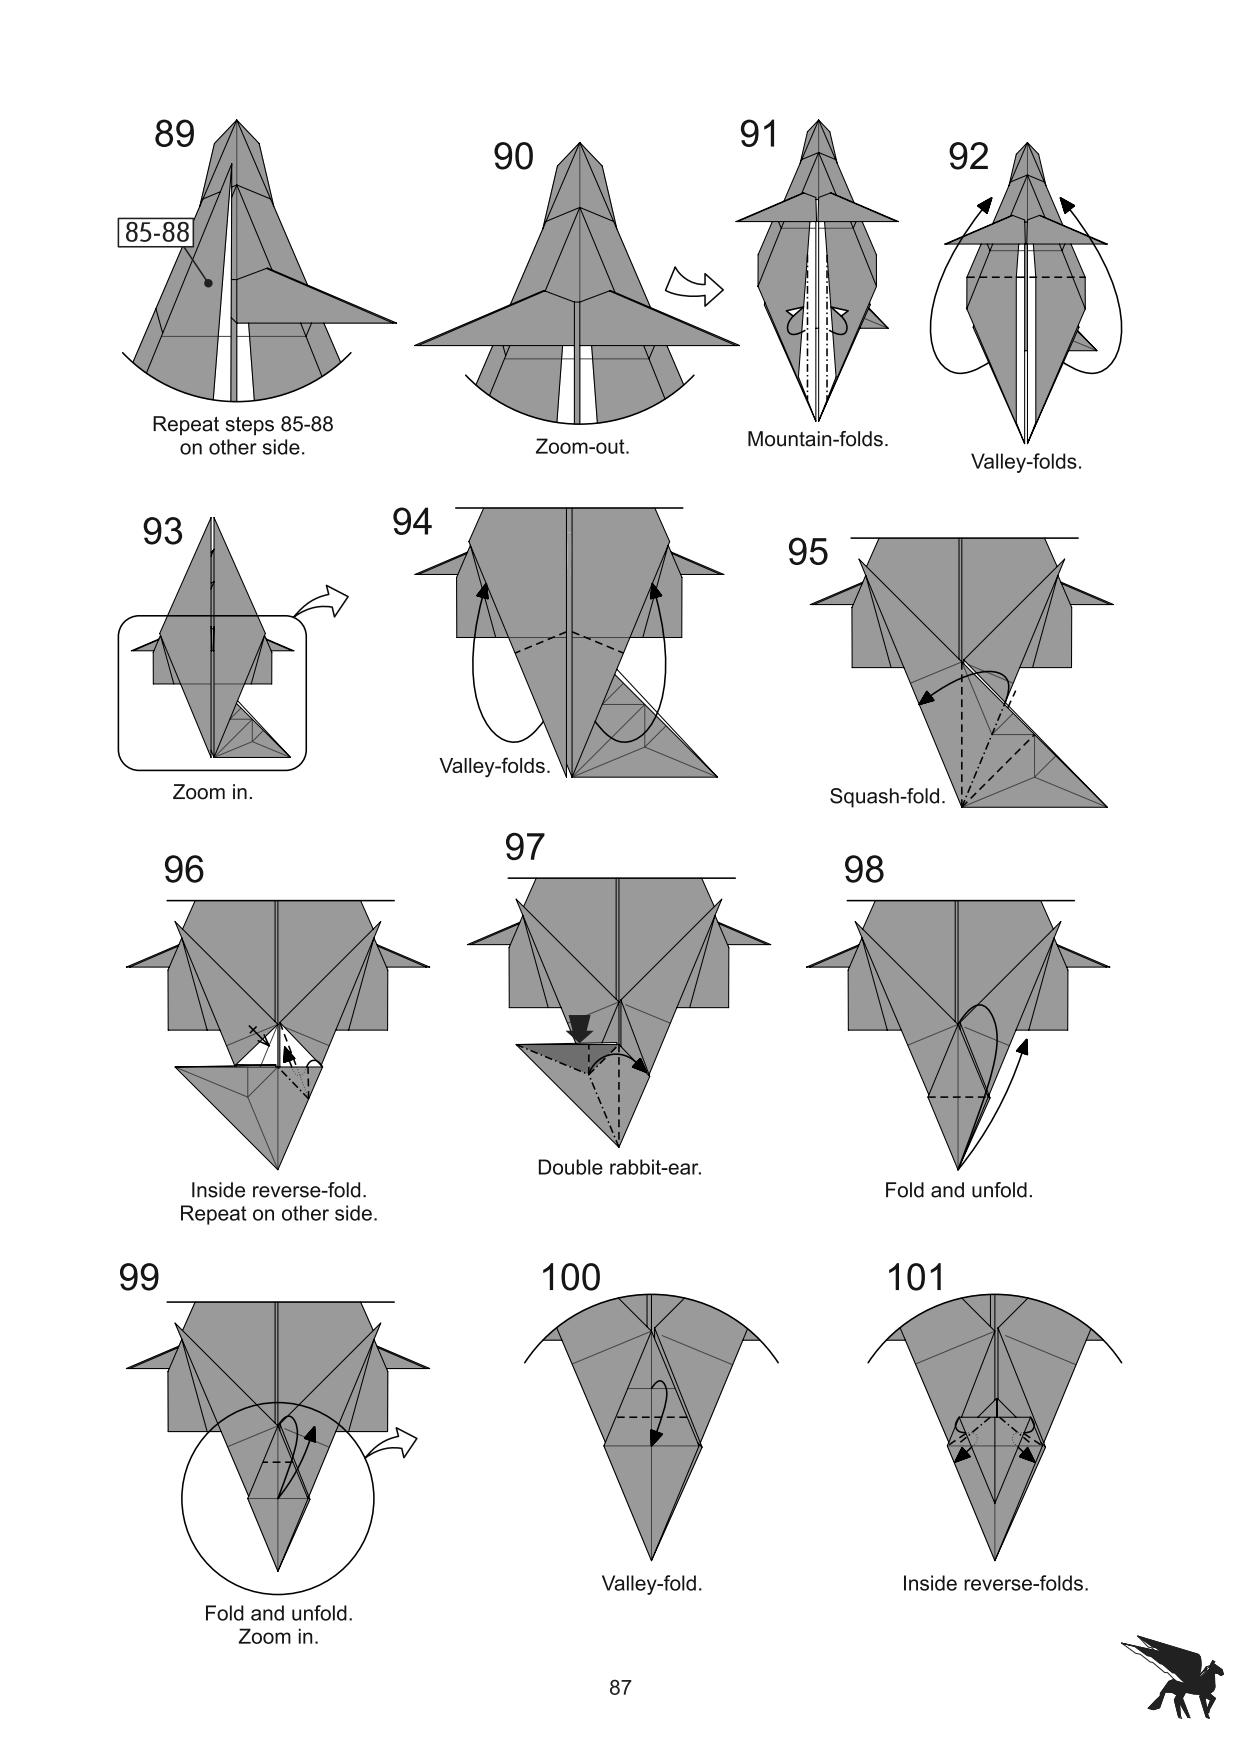 89
85-88
Repeat steps 85-88
on other side.
90
Zoom-out.
91
Mountain-folds.
92
Valley-folds.
93
Zoom in.
94
Valley-folds.
95
Squash-fold.
96
Inside reverse-fold.
Repeat on other side.
97
Double rabbit-ear.
98
Fold and unfold.
99
Fold and unfold.
Zoom in.
100
Valley-fold.
101
Inside reverse-folds.
87